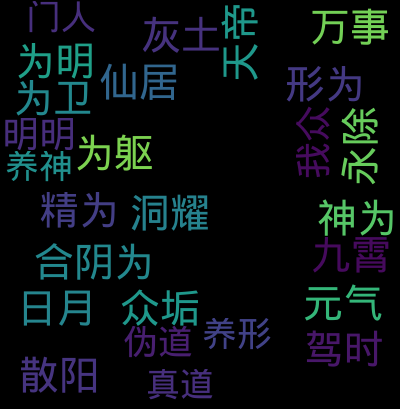 门人
灰土
天帝
万事
为明
仙居
形为
为卫
明明
我众
永除
养神
为躯
精为
洞耀
神为
合阴为
九霄
日月
众垢
元气
伪道
养形
驾时
散阳
真道